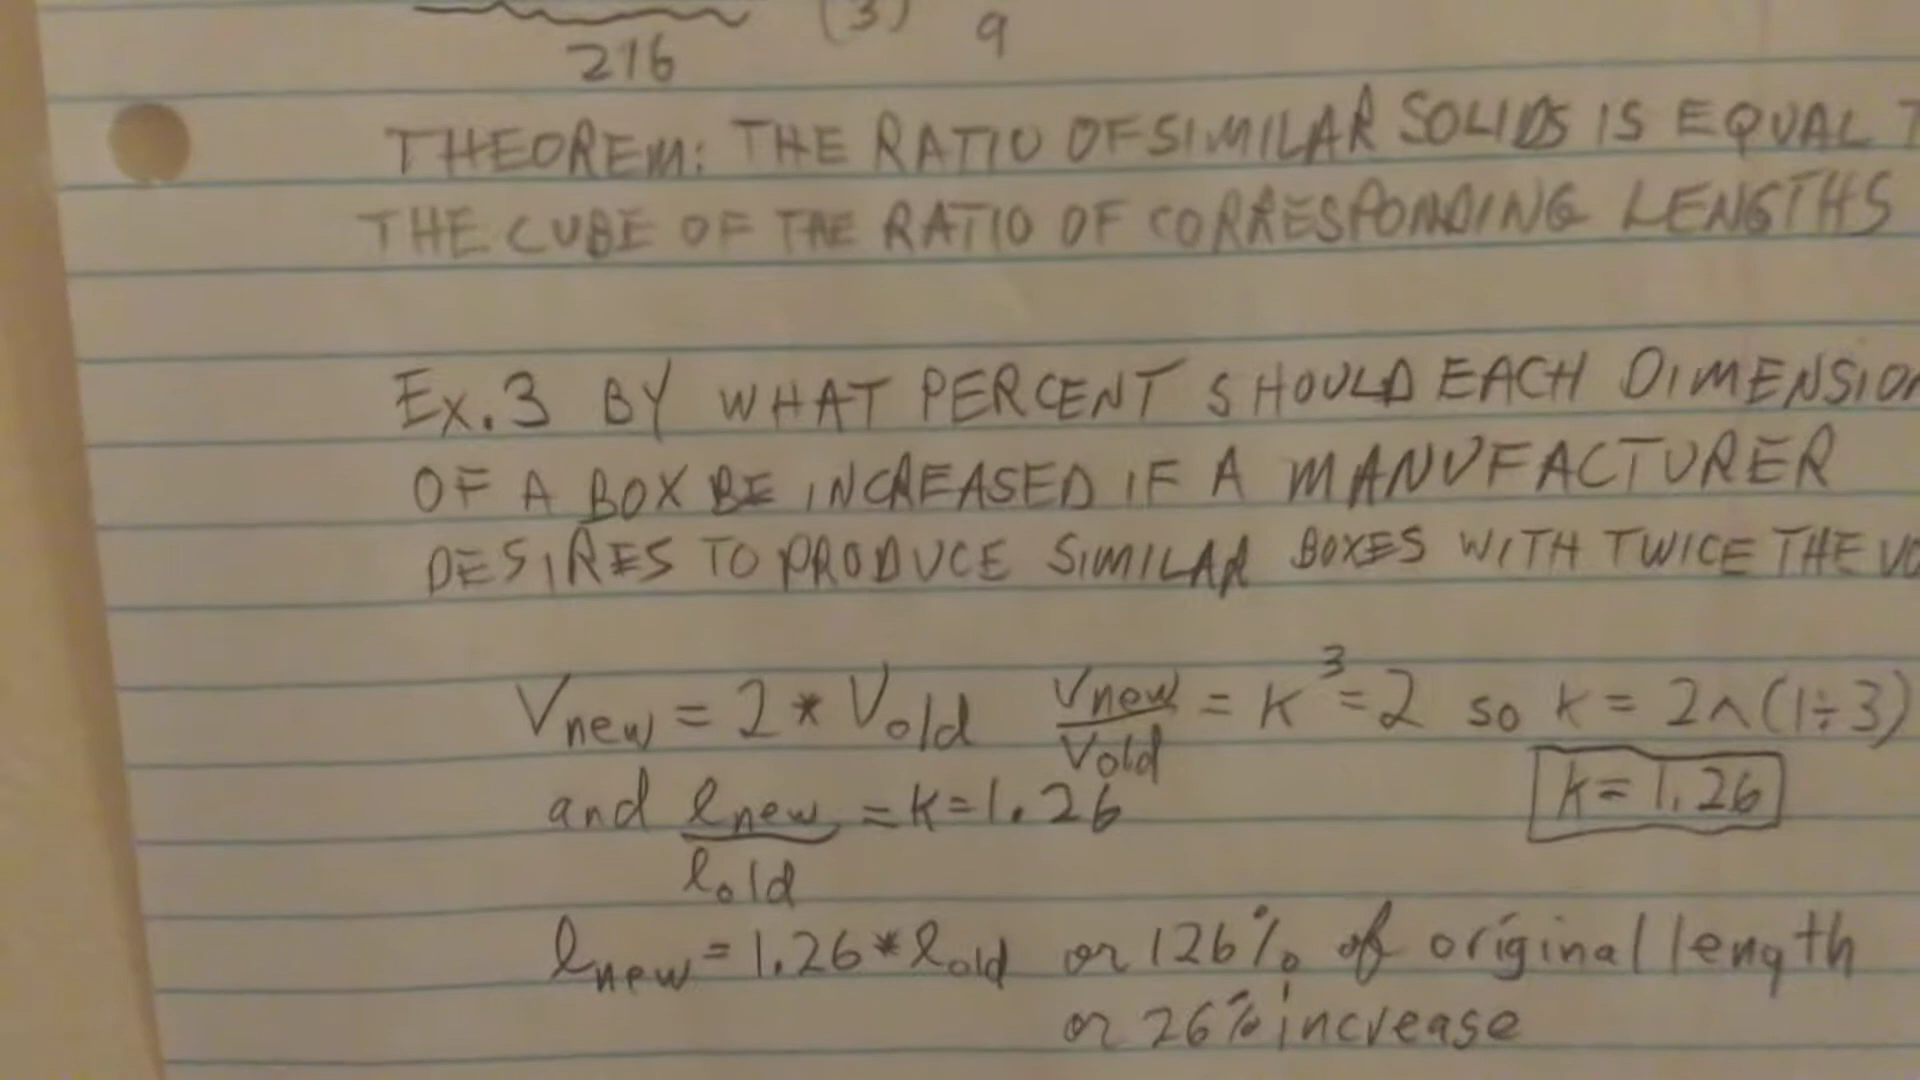 216 (3) 9
THEOREM: THE RATIO OF SIMILAR SOLIDS IS EQUAL T
THE CUBE OF THE RATIO OF CORRESPONDING LENGTHS
Ex. 3 BY WHAT PERCENT SHOULD EACH DIMENSION
OF A BOX BE INCREASED IF A MANUFACTURER
DESIRES TO PRODUCE SIMILAR BOXES WITH TWICE THE VO
Vnew = 2 * Vold Vnew/Vold = K^3 = 2 so k = 2^(1÷3)
k = 1.26
and lnew/lold = K = 1.26
lnew = 1.26 * lold or 126% of original length
or 26% increase